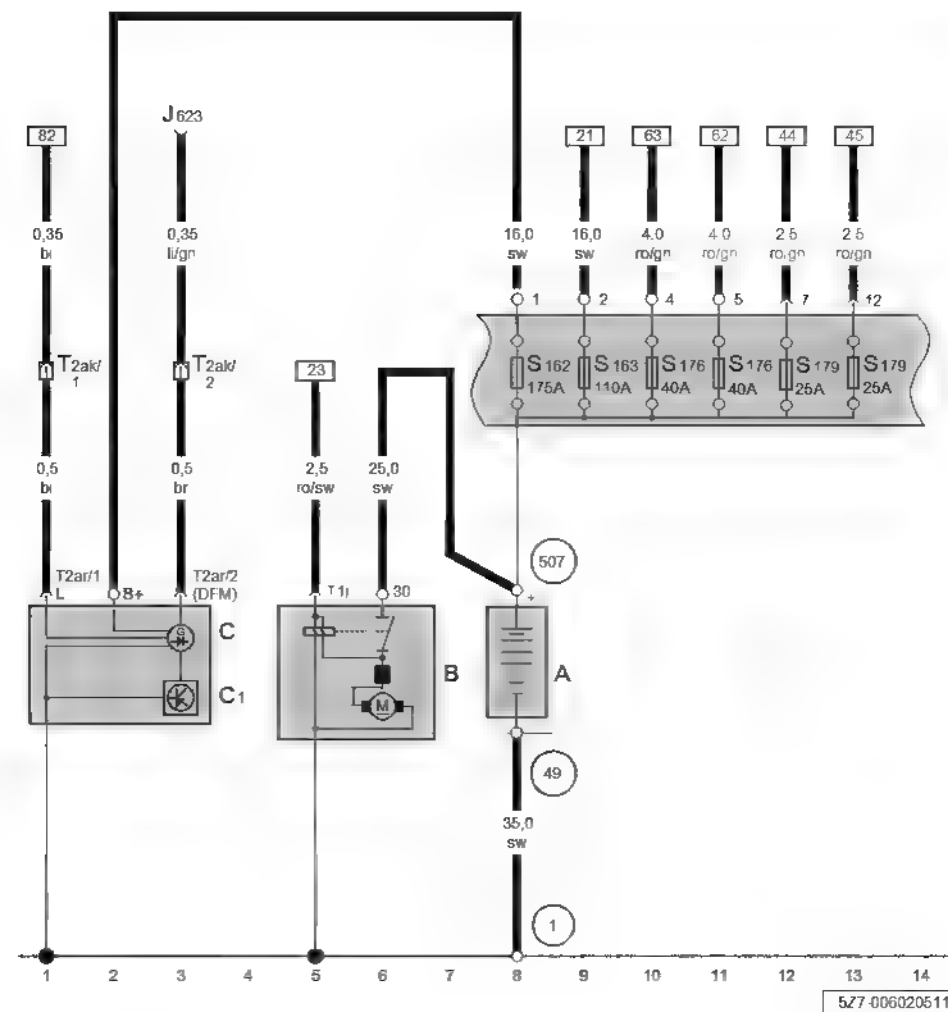 J 623
82
21
63
62
44
45
0,35
bi
0,35
li/gn
16,0
sw
16,0
sw
4.0
ro/gn
4.0
ro/gn
2.5
ro/gn
2.5
ro/gn
1
2
4
5
7
12
T2ak/
1
T2ak/
2
23
S162
175A
S163
110A
S176
40A
S176
40A
S179
25A
S179
25A
0,5
bi
0,5
br
2,5
ro/sw
25,0
sw
507
T2ar/1
L
B+
T2ar/2
(DFM)
30
+
G
C
C1
M
B
A
49
35,0
sw
1
1
2
3
4
5
6
7
8
9
10
11
12
13
14
5Z7-006020511